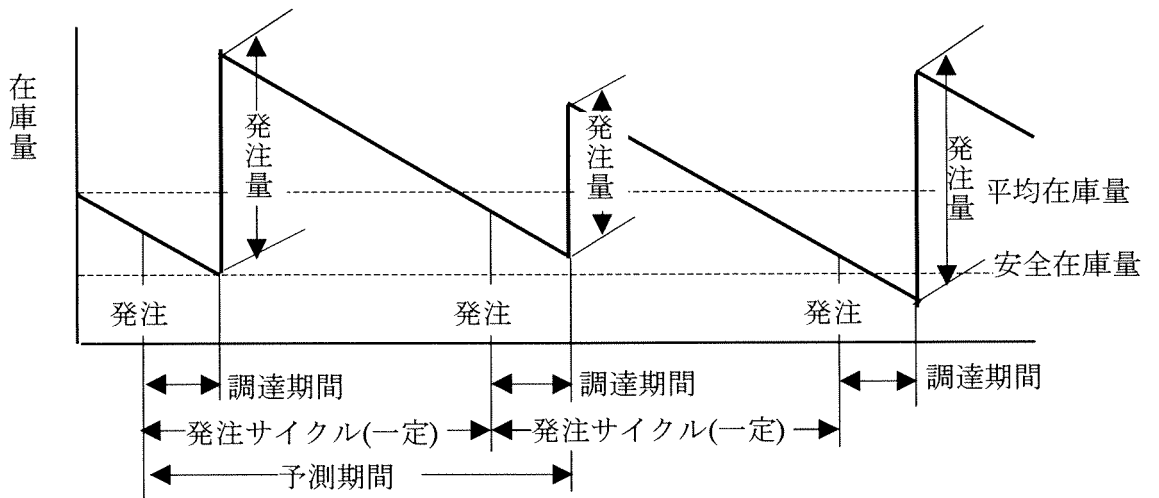 在庫量
発注量
発注量
発注量
平均在庫量
安全在庫量
発注
発注
発注
調達期間
調達期間
調達期間
発注サイクル(一定)
発注サイクル(一定)
予測期間